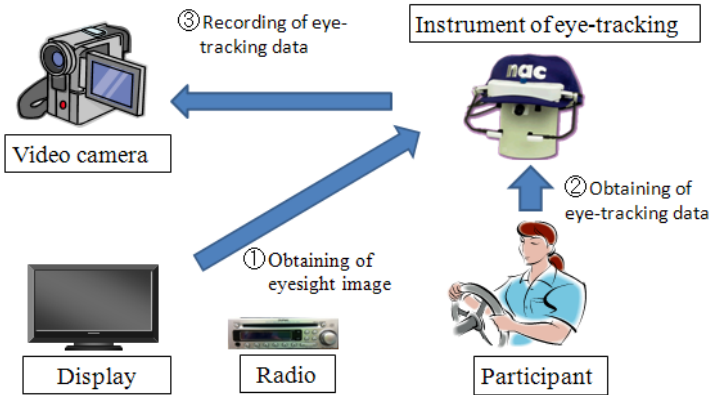 ③Recording of eye-
tracking data
Instrument of eye-tracking
nac
Video camera
②Obtaining of
eye-tracking data
①Obtaining of
eyesight image
Display
Radio
Participant